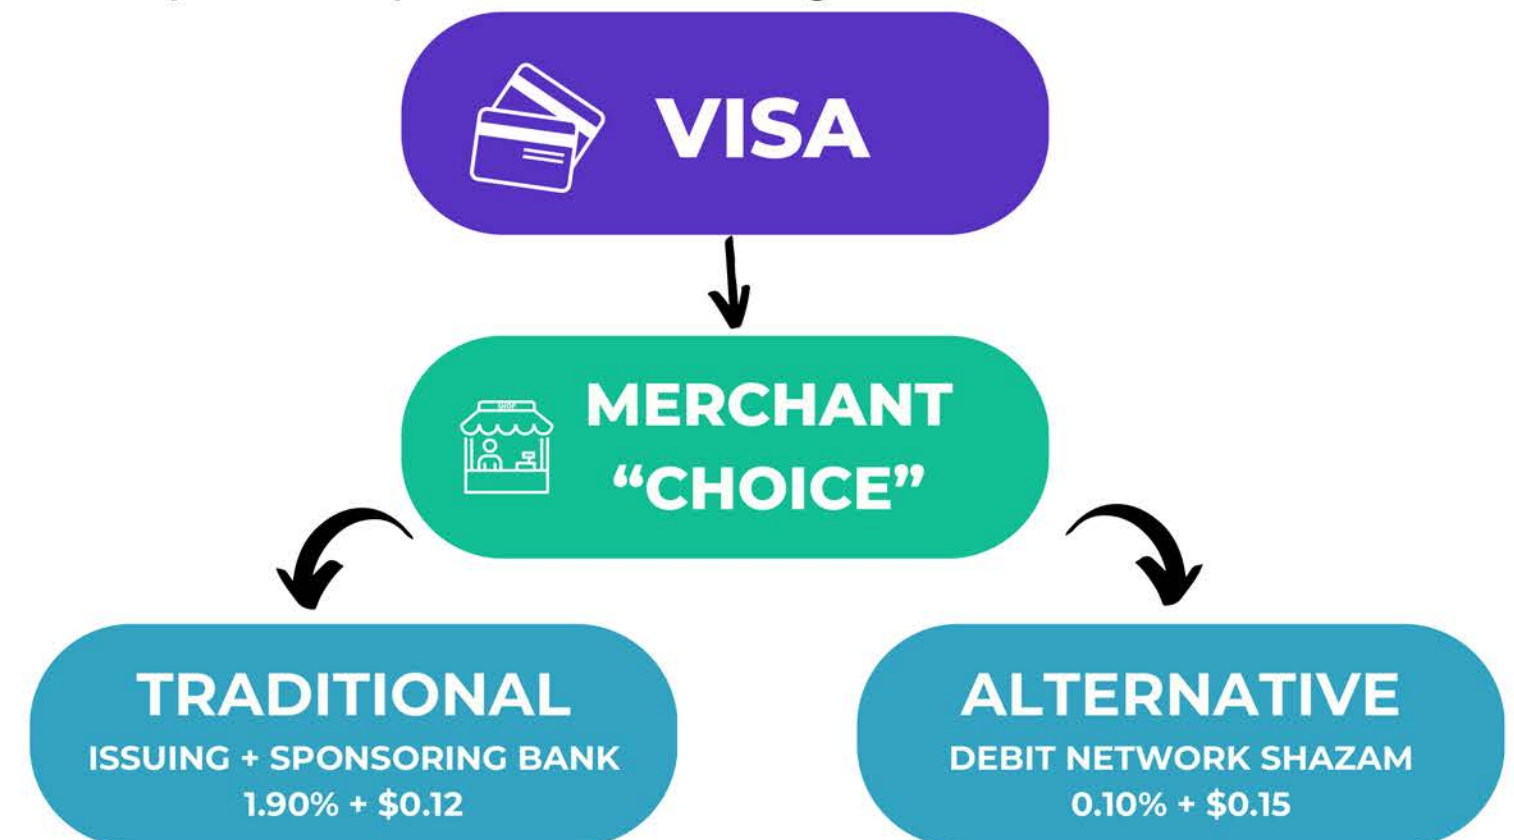 VISA
SHOP
MERCHANT
“CHOICE”
TRADITIONAL
ISSUING + SPONSORING BANK
1.90% + $0.12
ALTERNATIVE
DEBIT NETWORK SHAZAM
0.10% + $0.15